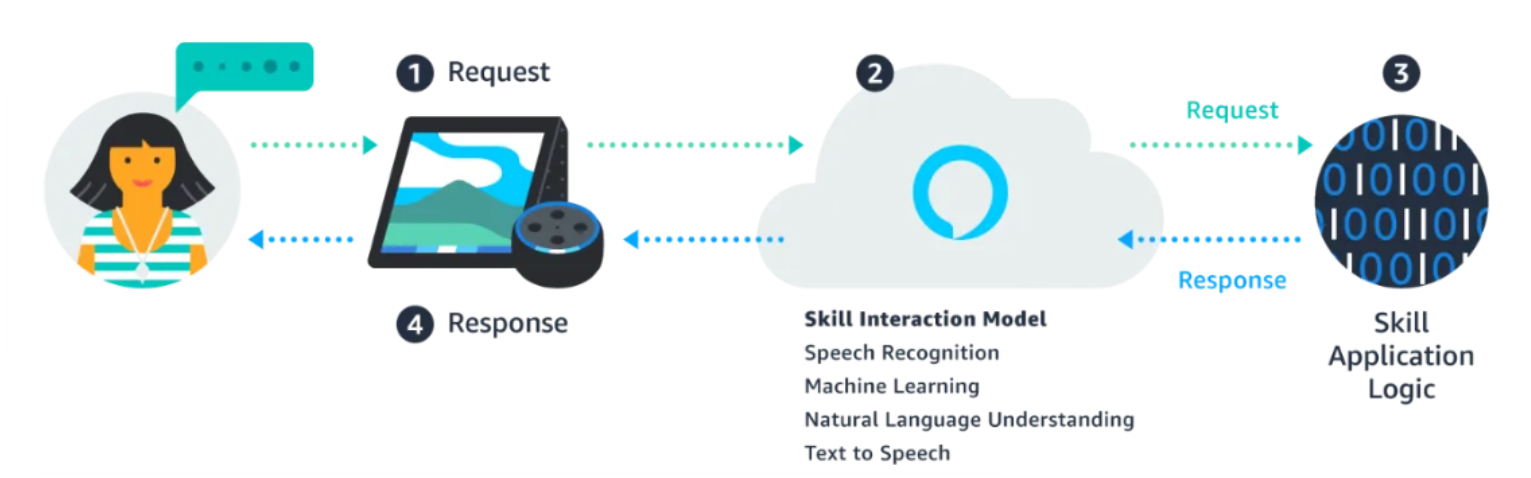 1 Request
2
3
Request
Response
4 Response
Skill Interaction Model
Speech Recognition
Machine Learning
Natural Language Understanding
Text to Speech
Skill
Application
Logic